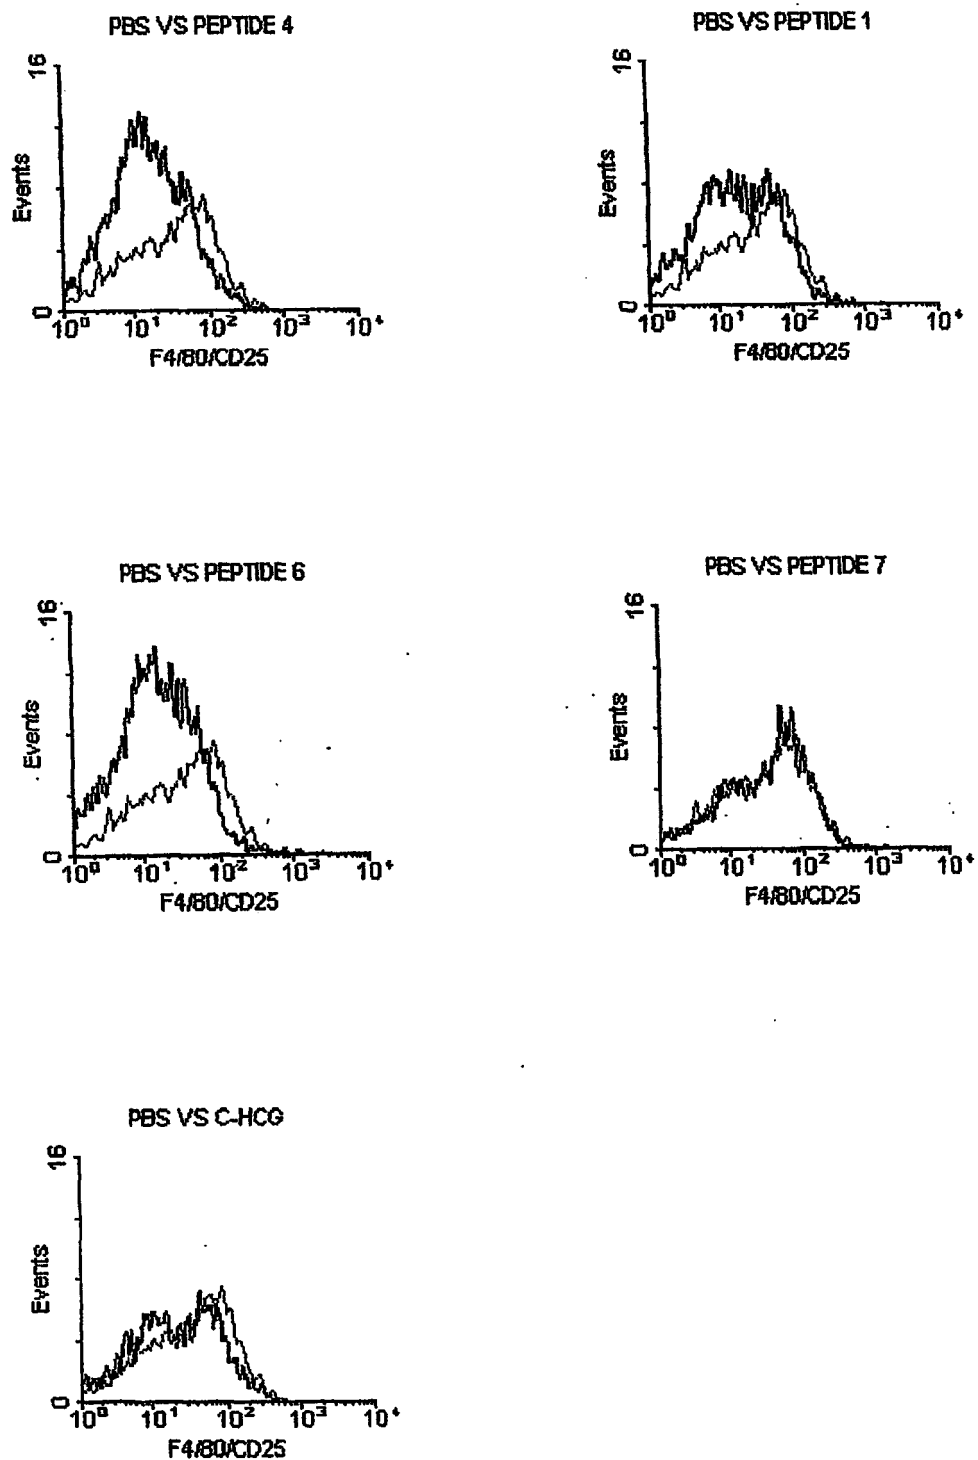 PBS VS PEPTIDE 4
16
Events
0
10⁰ 10¹ 10² 10³ 10⁴
F4/80/CD25
PBS VS PEPTIDE 1
16
Events
0
10⁰ 10¹ 10² 10³ 10⁴
F4/80/CD25
PBS VS PEPTIDE 6
16
Events
0
10⁰ 10¹ 10² 10³ 10⁴
F4/80/CD25
PBS VS PEPTIDE 7
16
Events
0
10⁰ 10¹ 10² 10³ 10⁴
F4/80/CD25
PBS VS C-HCG
16
Events
0
10⁰ 10¹ 10² 10³ 10⁴
F4/80/CD25